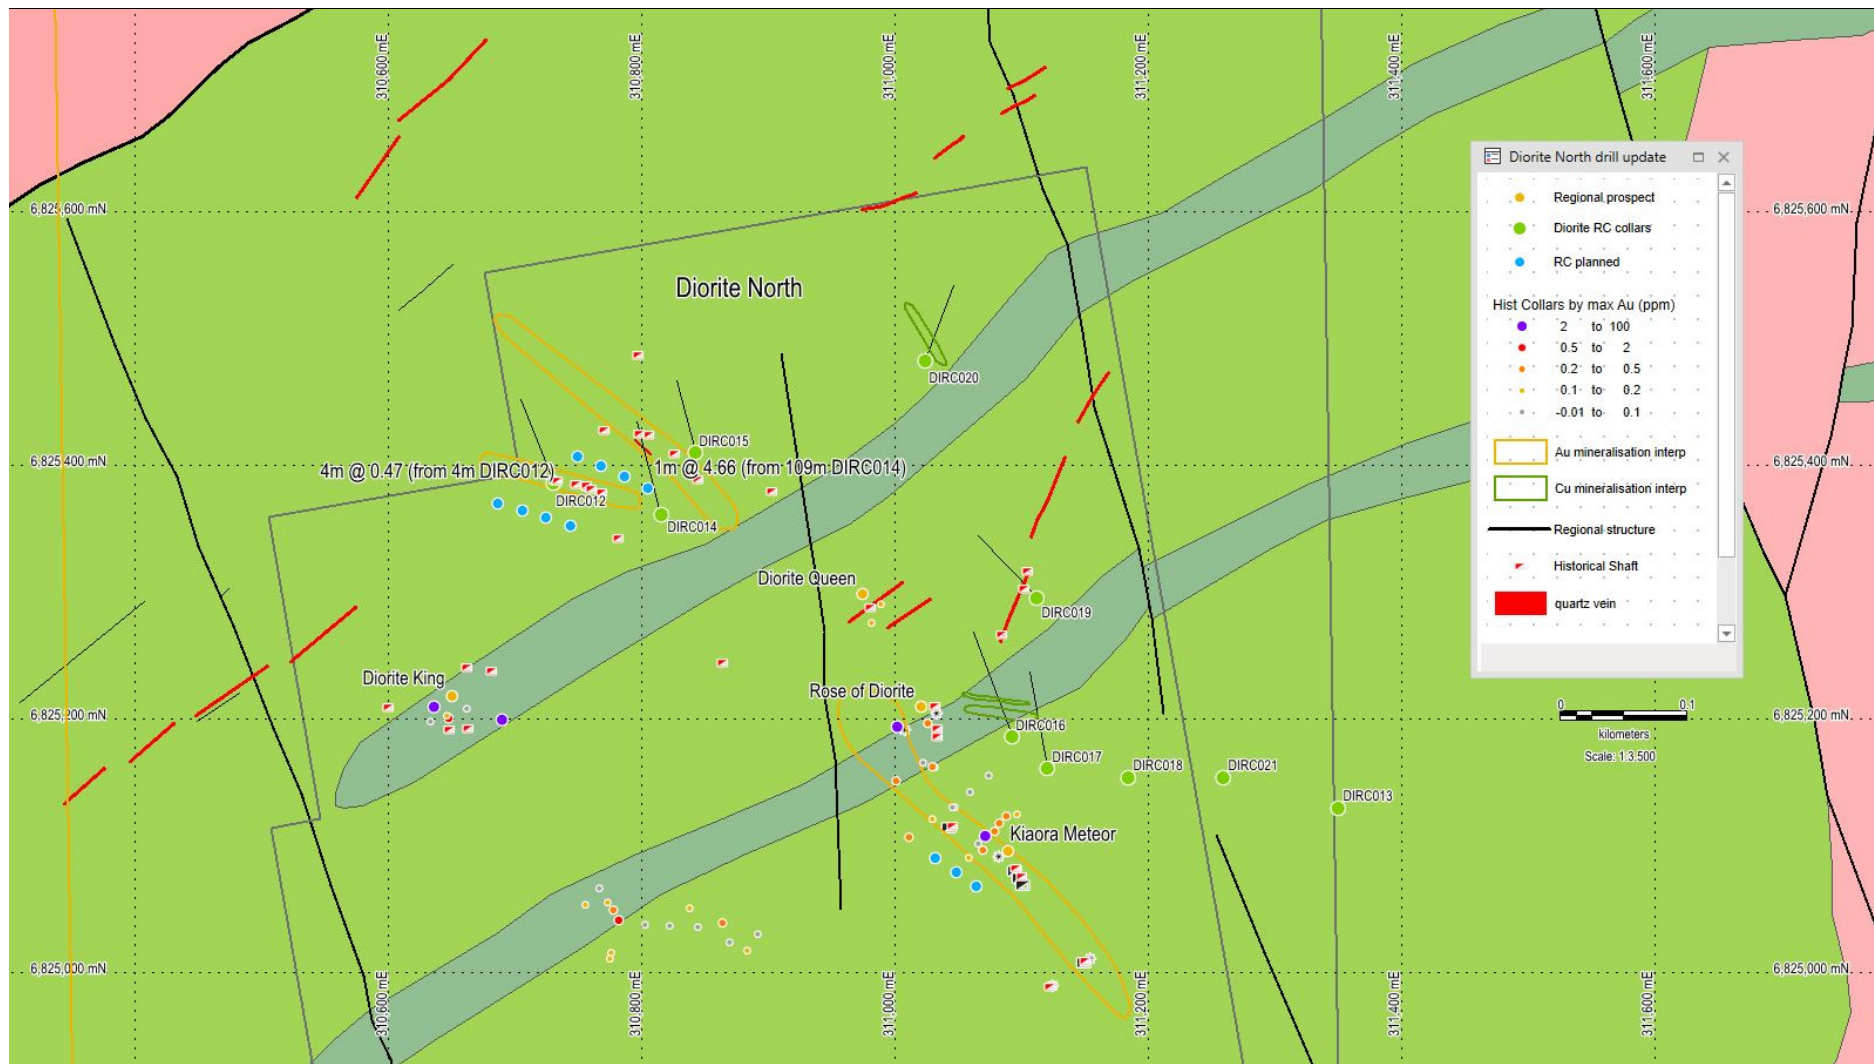 310,600 mE
310,800 mE
311,000 mE
311,200 mE
311,400 mE
311,600 mE
6,825,600 mN
6,825,600 mN
Diorite North drill update
Regional prospect
Diorite RC collars
RC planned
Hist Collars by max Au (ppm)
2 to 100
0.5 to 2
0.2 to 0.5
0.1 to 0.2
-0.01 to 0.1
Au mineralisation interp
Cu mineralisation interp
Regional structure
Historical Shaft
quartz vein
Diorite North
DIRC020
DIRC015
6,825,400 mN
4m @ 0.47 (from 4m DIRC012)
1m @ 4.66 (from 109m DIRC014)
6,825,400 mN
DIRC012
DIRC014
Diorite Queen
DIRC019
Diorite King
Rose of Diorite
6,825,200 mN
6,825,200 mN
DIRC016
DIRC017
DIRC018
DIRC021
DIRC013
0 0.1
kilometers
Scale: 1:3,500
Kiaora Meteor
6,825,000 mN
6,825,000 mN
310,600 mE
310,800 mE
311,000 mE
311,200 mE
311,400 mE
311,600 mE